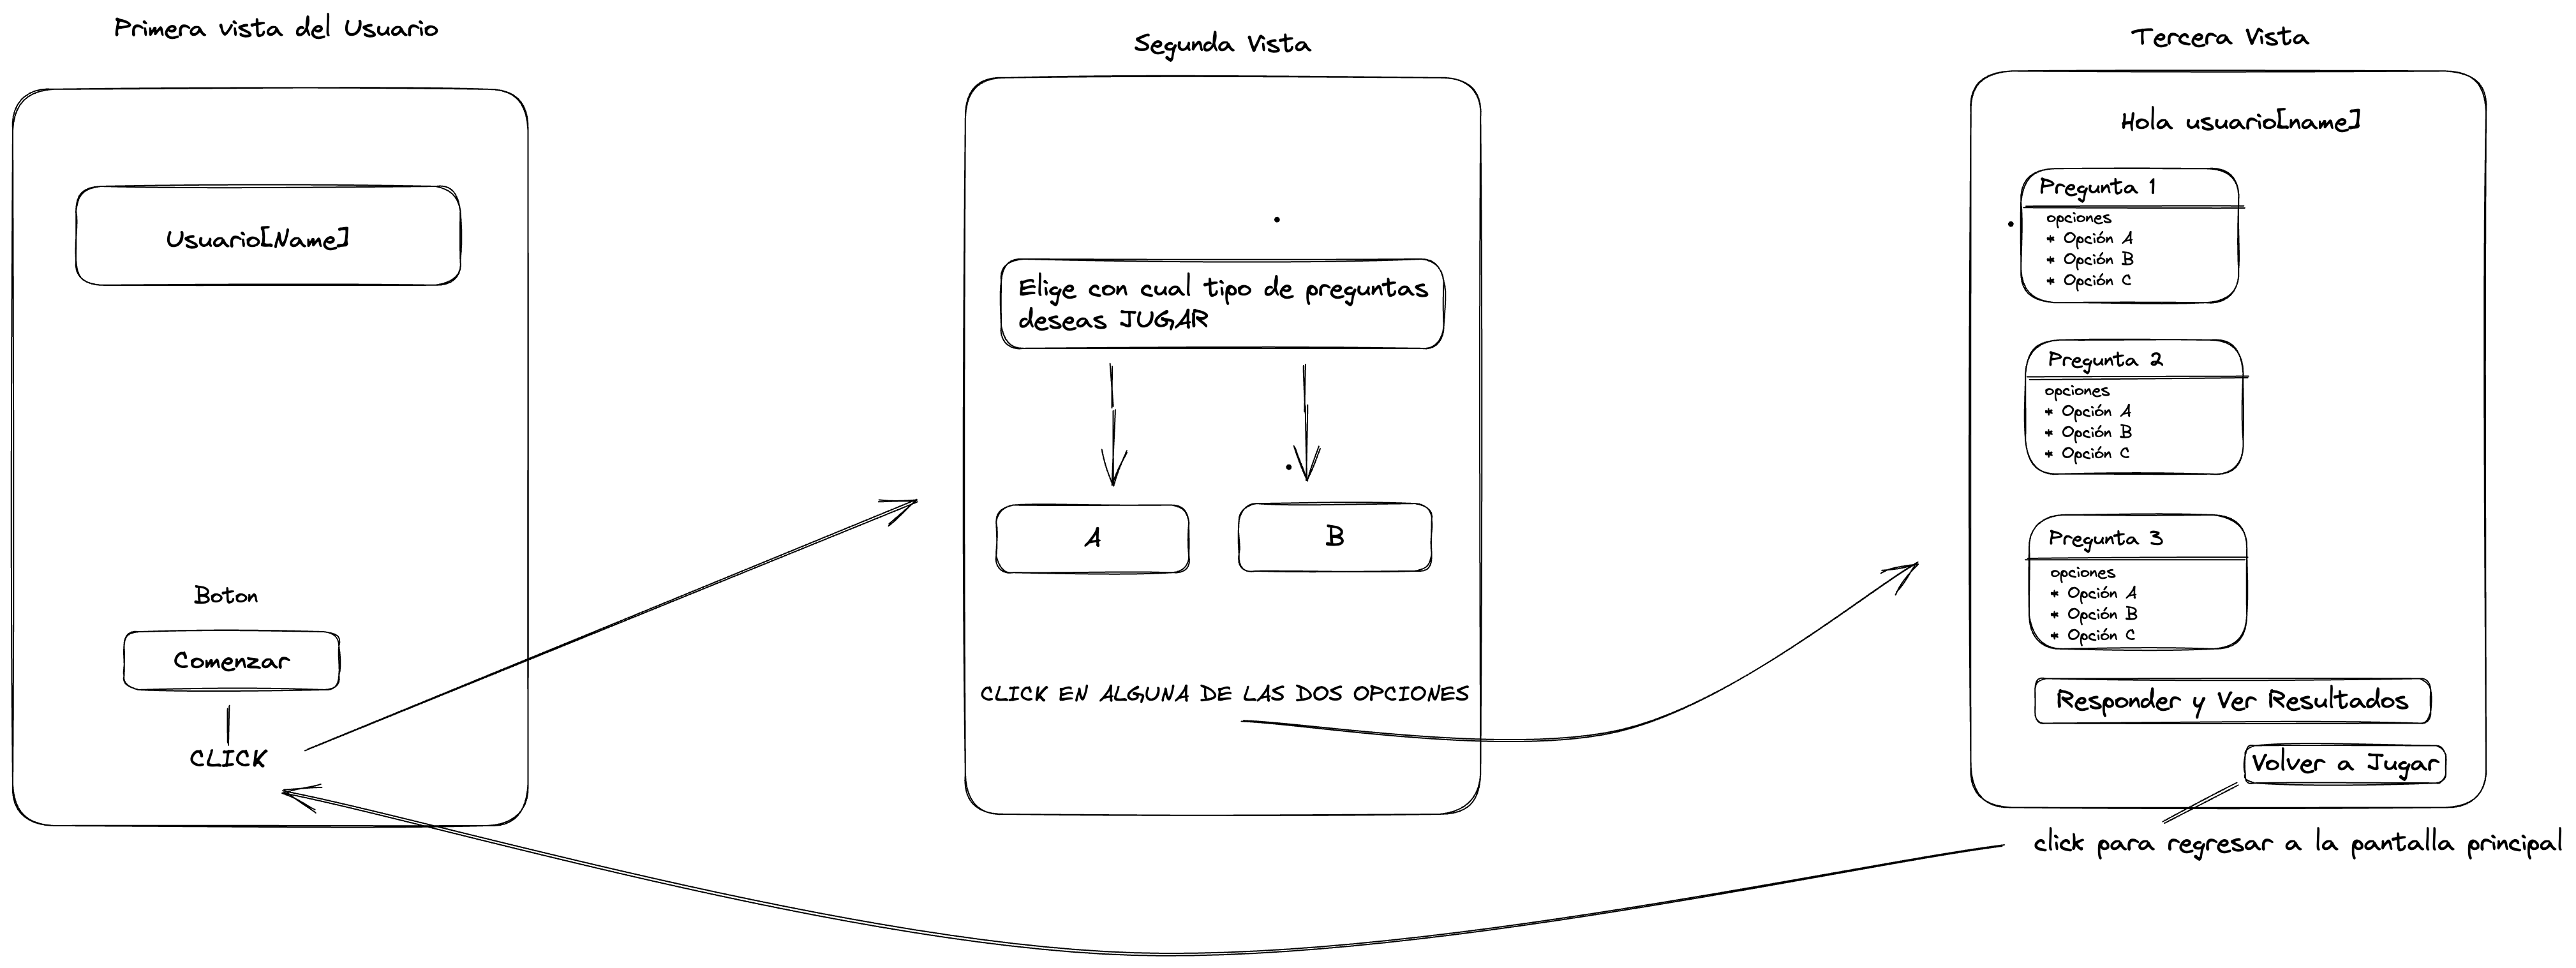 Primera vista del Usuario
Usuario[Name]
Boton
Comenzar
CLICK
Segunda Vista
Elige con cual tipo de preguntas
deseas JUGAR
A
B
CLICK EN ALGUNA DE LAS DOS OPCIONES
Tercera Vista
Hola usuario[name]
Pregunta 1
opciones
* Opción A
* Opción B
* Opción C
Pregunta 2
opciones
* Opción A
* Opción B
* Opción C
Pregunta 3
opciones
* Opción A
* Opción B
* Opción C
Responder y Ver Resultados
Volver a Jugar
click para regresar a la pantalla principal